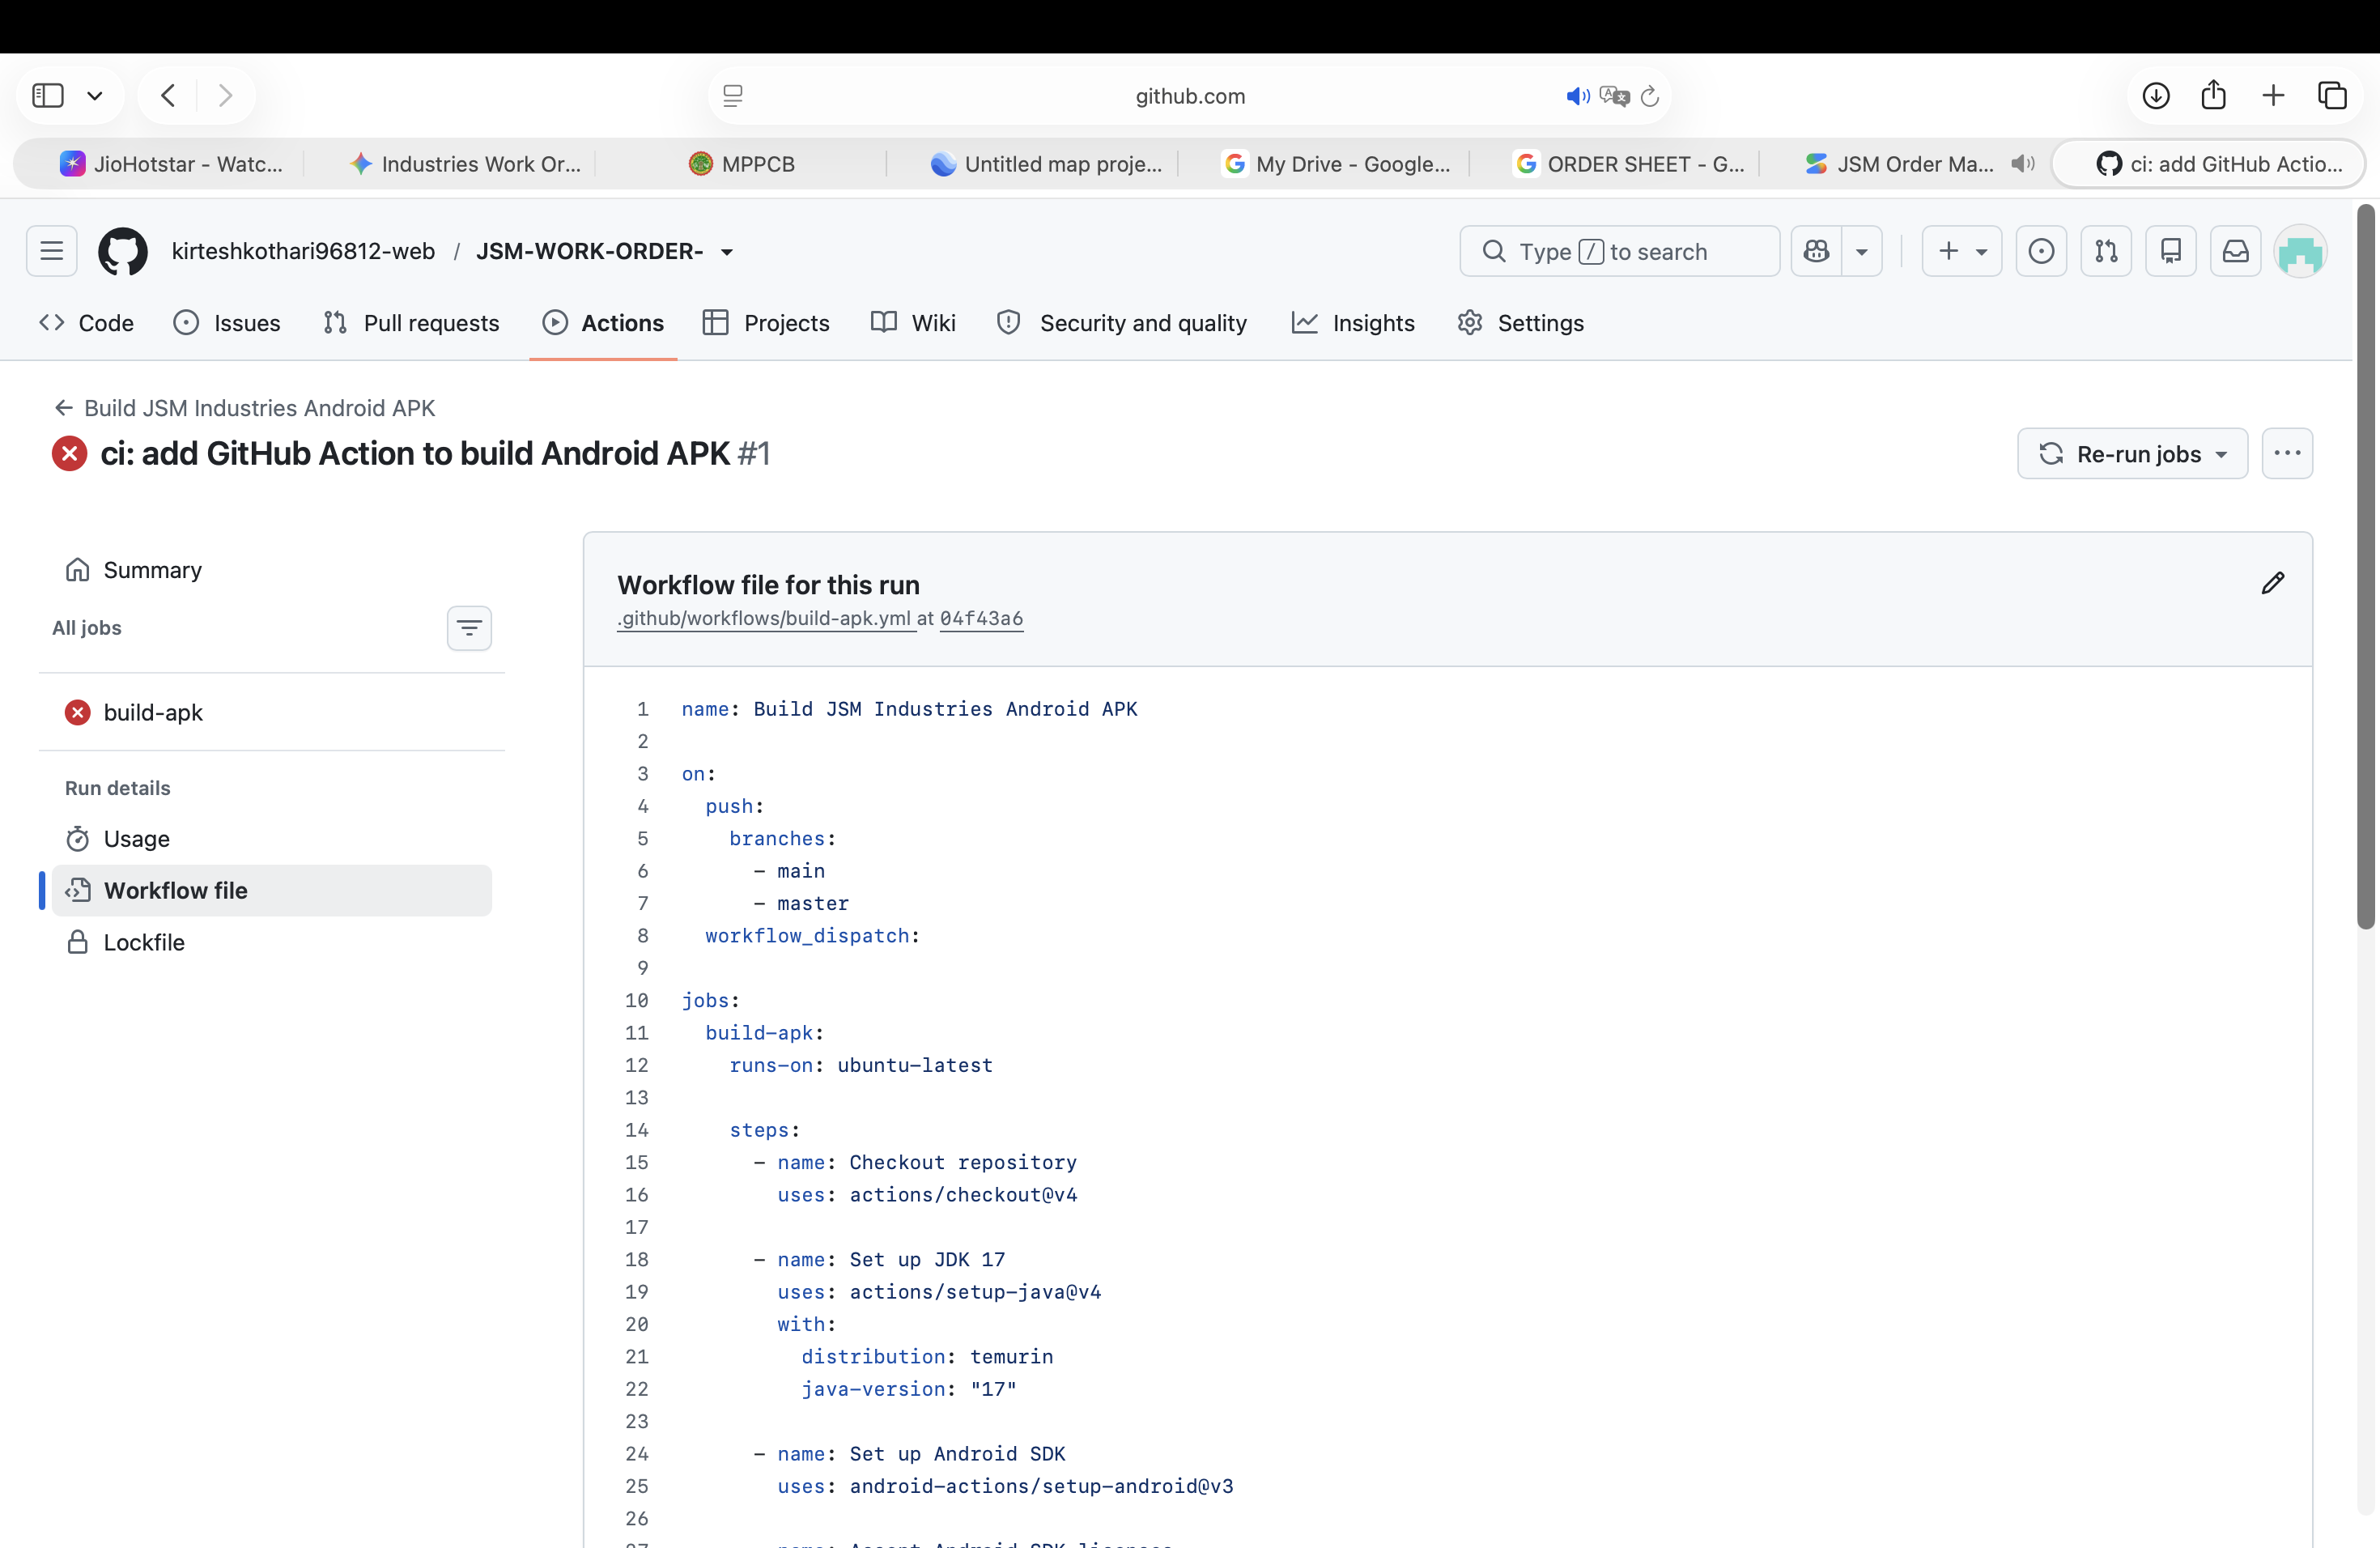 github.com
JioHotstar - Watc...
Industries Work Or...
MPPCB
Untitled map proje...
My Drive - Google...
ORDER SHEET - G...
JSM Order Ma...
ci: add GitHub Actio...
kirteshkothari96812-web / JSM-WORK-ORDER-
Type / to search
Code
Issues
Pull requests
Actions
Projects
Wiki
Security and quality
Insights
Settings
Build JSM Industries Android APK
ci: add GitHub Action to build Android APK #1
Re-run jobs
Summary
All jobs
build-apk
Run details
Usage
Workflow file
Lockfile
Workflow file for this run
.github/workflows/build-apk.yml at 04f43a6
1 name: Build JSM Industries Android APK
2
3 on:
4 push:
5 branches:
6 - main
7 - master
8 workflow_dispatch:
9
10 jobs:
11 build-apk:
12 runs-on: ubuntu-latest
13
14 steps:
15 - name: Checkout repository
16 uses: actions/checkout@v4
17
18 - name: Set up JDK 17
19 uses: actions/setup-java@v4
20 with:
21 distribution: temurin
22 java-version: "17"
23
24 - name: Set up Android SDK
25 uses: android-actions/setup-android@v3
26
27 name: Accept Android SDK licenses